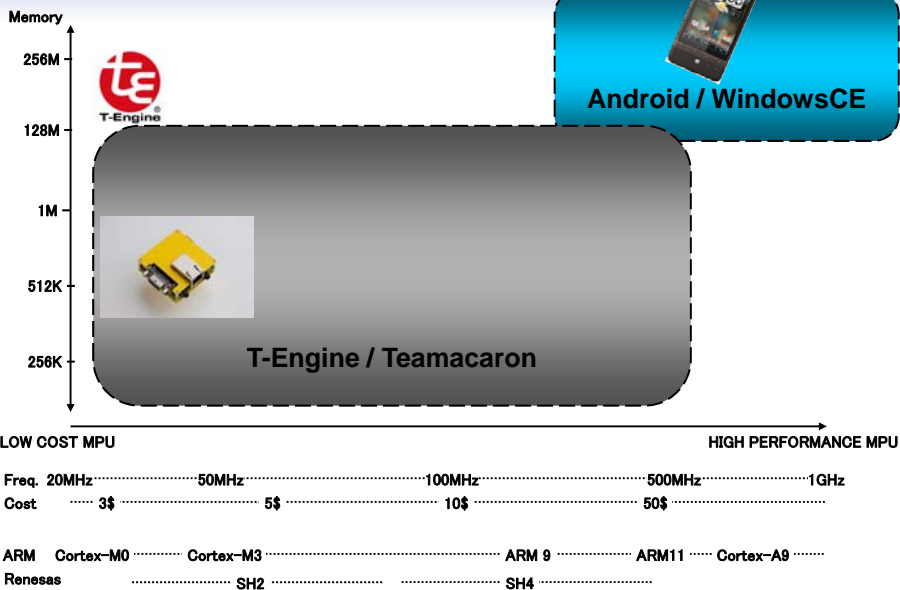 Memory
256M
T-Engine
®
Android / WindowsCE
128M
1M
512K
T-Engine / Teamacaron
256K
LOW COST MPU HIGH PERFORMANCE MPU
Freq. 20MHz 50MHz 100MHz 500MHz 1GHz
Cost 3$ 5$ 10$ 50$
ARM Cortex-M0 Cortex-M3 ARM 9 ARM11 Cortex-A9
Renesas SH2 SH4